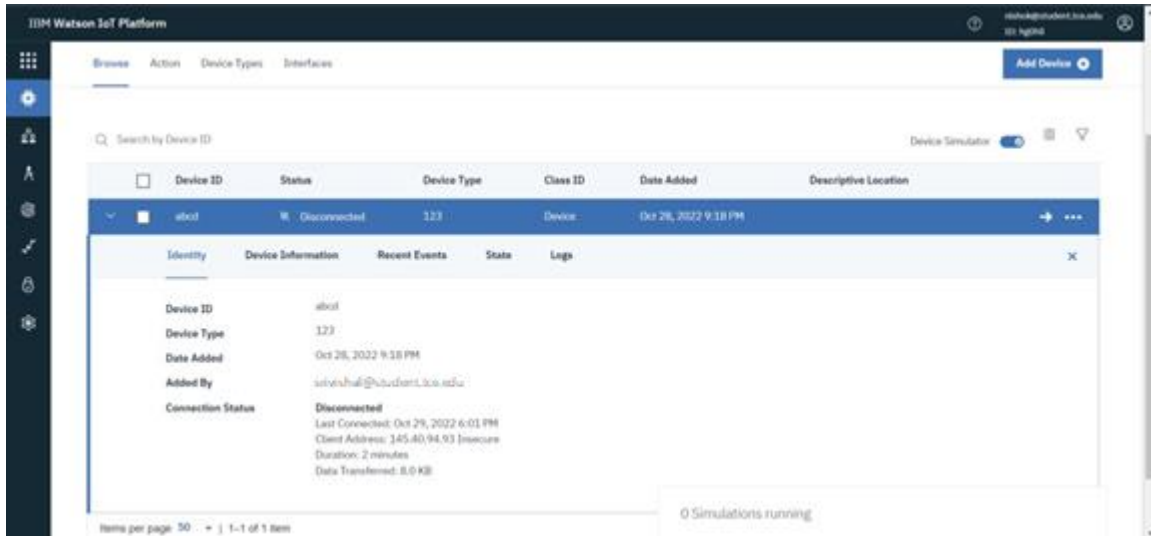 IBM Watson IoT Platform
Browse Action Device Types Interfaces
Add Device
Search by Device ID
Device Simulator
Device ID Status Device Type Class ID Date Added Descriptive Location
abcd Disconnected 123 Device Oct 28, 2022 9:18 PM
Identity Device Information Recent Events State Logs
Device ID abcd
Device Type 123
Date Added Oct 28, 2022 9:18 PM
Added By
Connection Status Disconnected
Last Connected: Oct 29, 2022 6:01 PM
Client Address: 145.40.94.93 Insecure
Duration: 2 minutes
Data Transferred: 8.0 KB
0 Simulations running
Items per page 50 | 1–1 of 1 item